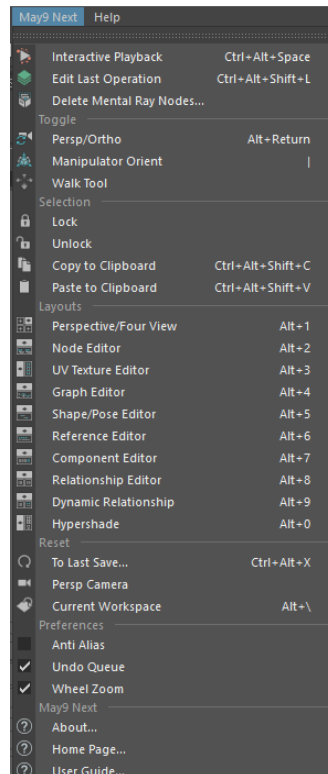 May9 Next Help
Interactive Playback Ctrl+Alt+Space
Edit Last Operation Ctrl+Alt+Shift+L
Delete Mental Ray Nodes...
Toggle
Persp/Ortho Alt+Return
Manipulator Orient |
Walk Tool
Selection
Lock
Unlock
Copy to Clipboard Ctrl+Alt+Shift+C
Paste to Clipboard Ctrl+Alt+Shift+V
Layouts
Perspective/Four View Alt+1
Node Editor Alt+2
UV Texture Editor Alt+3
Graph Editor Alt+4
Shape/Pose Editor Alt+5
Reference Editor Alt+6
Component Editor Alt+7
Relationship Editor Alt+8
Dynamic Relationship Alt+9
Hypershade Alt+0
Reset
To Last Save... Ctrl+Alt+X
Persp Camera
Current Workspace Alt+\
Preferences
Anti Alias
Undo Queue
Wheel Zoom
May9 Next
About...
Home Page...
User Guide...